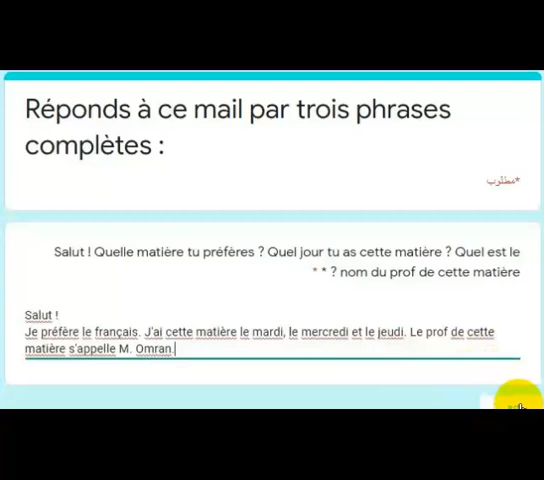 Réponds à ce mail par trois phrases
complètes :
*مطلوب
Salut ! Quelle matière tu préfères ? Quel jour tu as cette matière ? Quel est le
* * ? nom du prof de cette matière
Salut !
Je préfère le français. J'ai cette matière le mardi, le mercredi et le jeudi. Le prof de cette
matière s'appelle M. Omran.